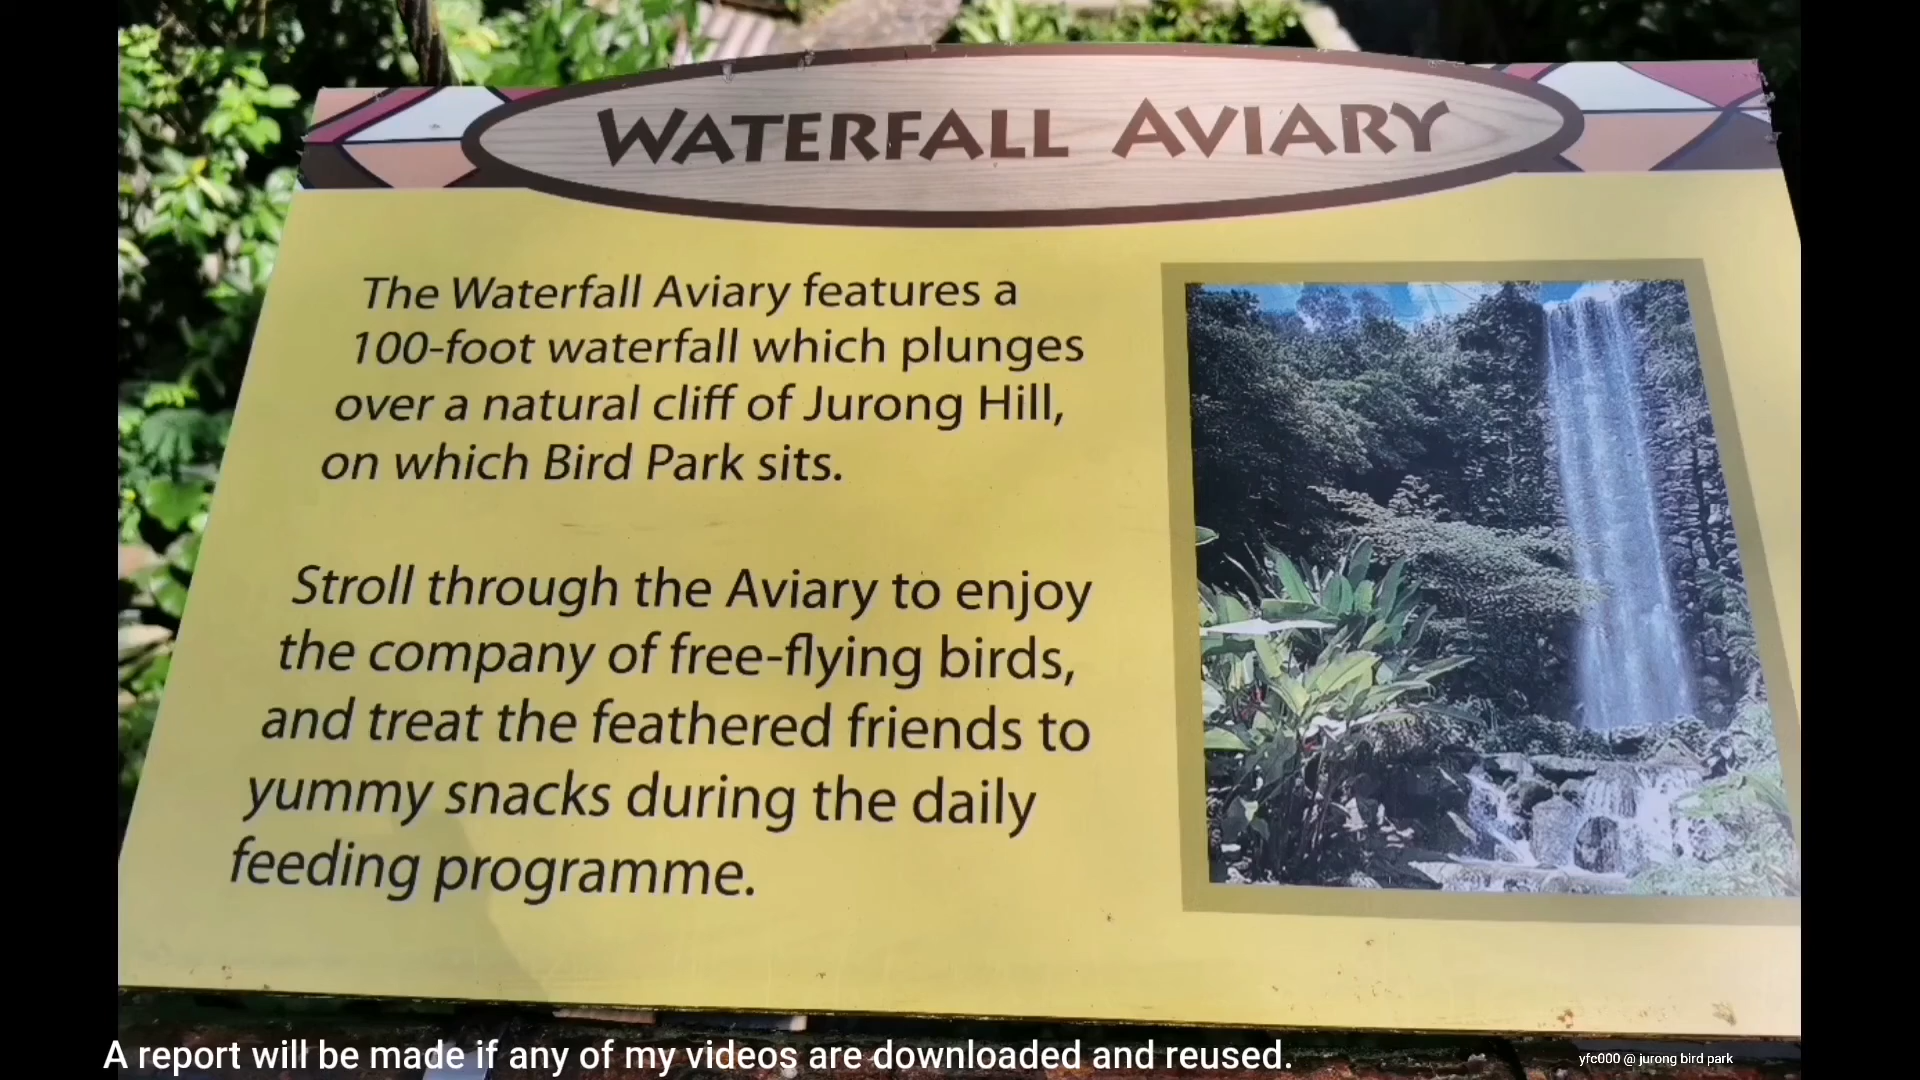 WATERFALL AVIARY
The Waterfall Aviary features a
100-foot waterfall which plunges
over a natural cliff of Jurong Hill,
on which Bird Park sits.
Stroll through the Aviary to enjoy
the company of free-flying birds,
and treat the feathered friends to
yummy snacks during the daily
feeding programme.
A report will be made if any of my videos are downloaded and reused.
yfc000 @ jurong bird park